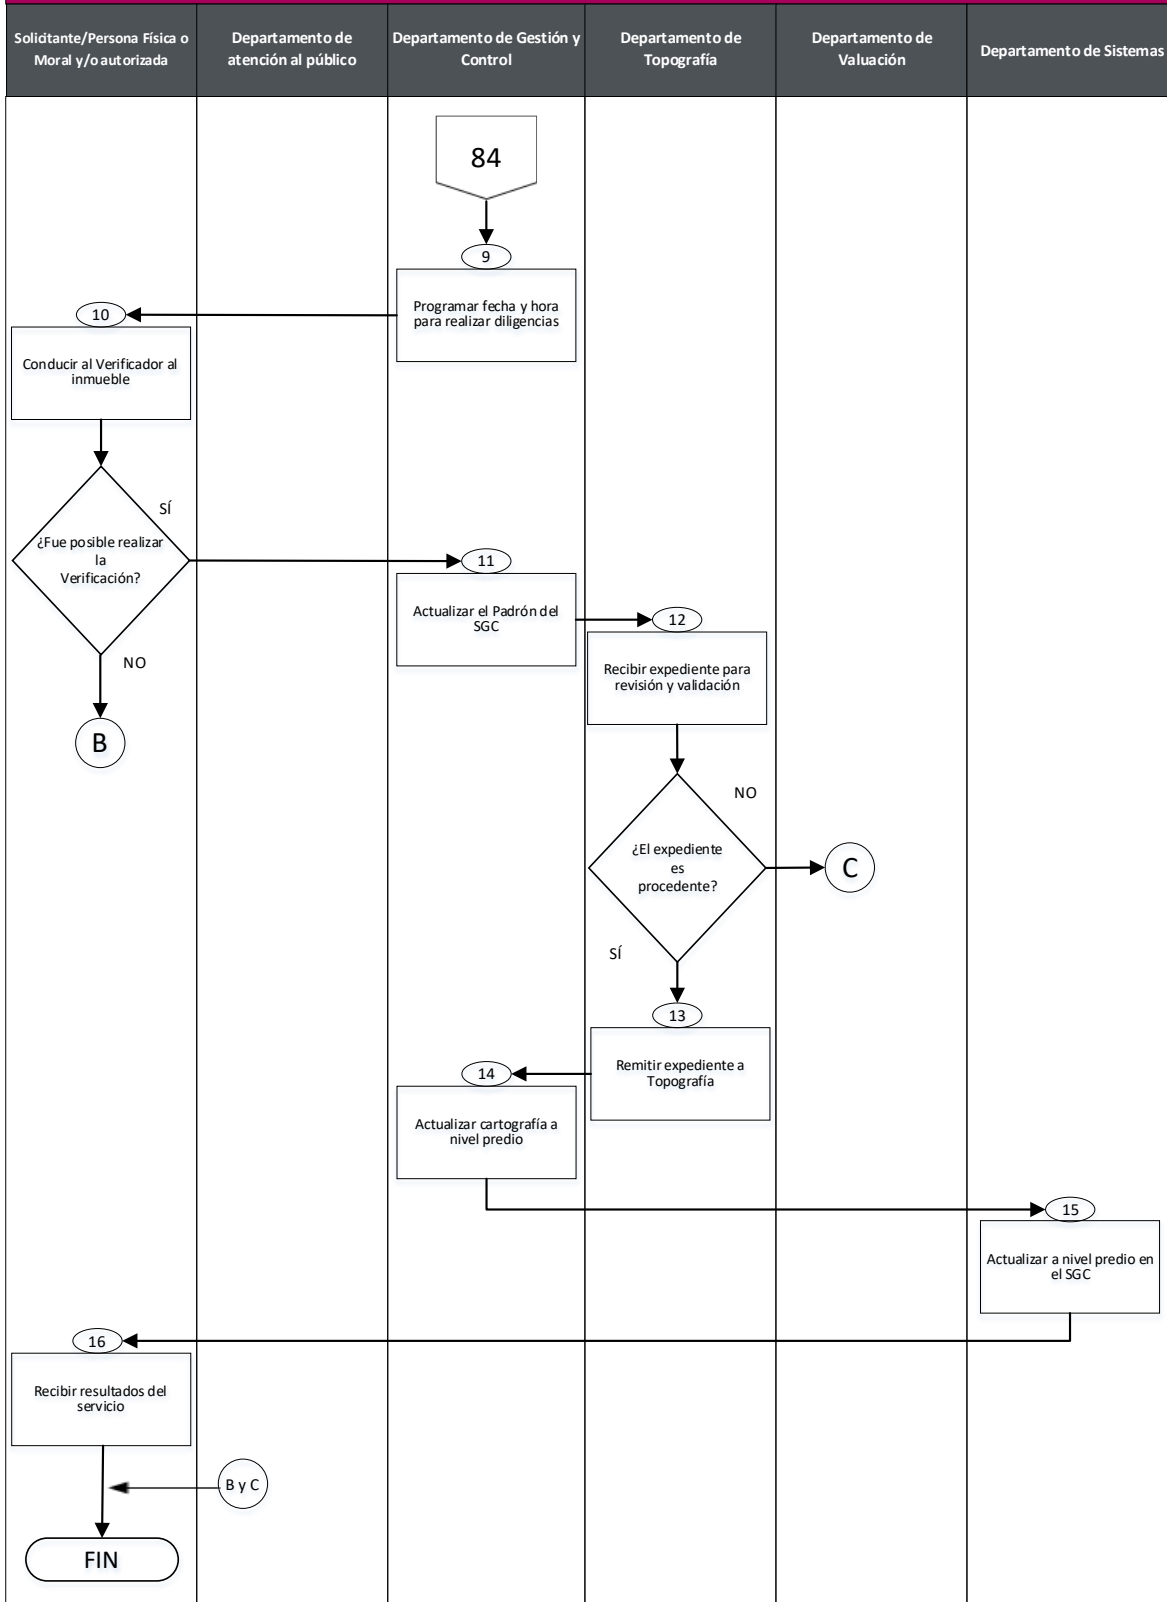 Solicitante/Persona Física o
Moral y/o autorizada
Departamento de
atención al público
Departamento de Gestión y
Control
Departamento de
Topografía
Departamento de
Valuación
Departamento de Sistemas
84
9
Programar fecha y hora
para realizar diligencias
10
Conducir al Verificador al
inmueble
SÍ
¿Fue posible realizar
la
Verificación?
NO
B
11
Actualizar el Padrón del
SGC
12
Recibir expediente para
revisión y validación
NO
¿El expediente
es
procedente?
SÍ
C
13
Remitir expediente a
Topografía
14
Actualizar cartografía a
nivel predio
15
Actualizar a nivel predio en
el SGC
16
Recibir resultados del
servicio
B y C
FIN